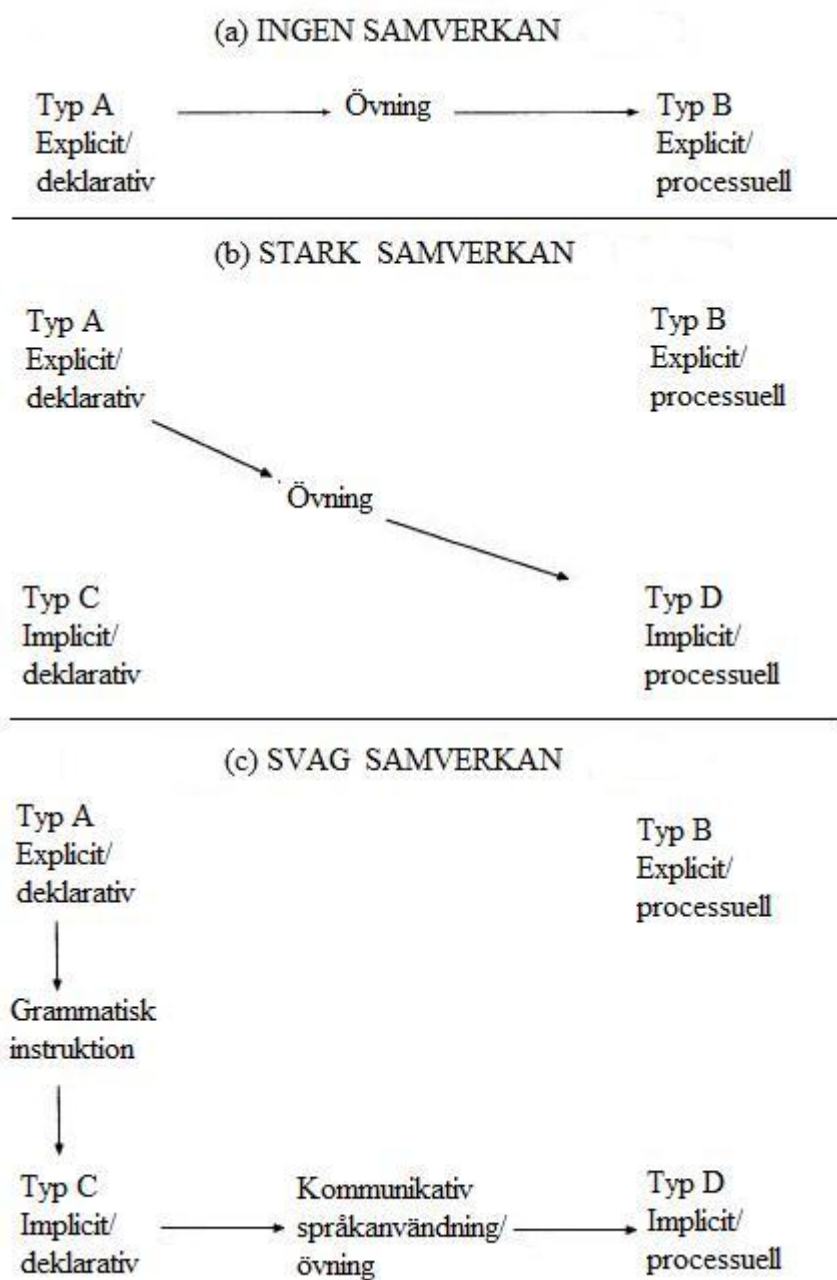 (a) INGEN SAMVERKAN
Typ A
Explicit/
deklarativ
Övning
Typ B
Explicit/
processuell
(b) STARK SAMVERKAN
Typ A
Explicit/
deklarativ
Typ B
Explicit/
processuell
Övning
Typ C
Implicit/
deklarativ
Typ D
Implicit/
processuell
(c) SVAG SAMVERKAN
Typ A
Explicit/
deklarativ
Typ B
Explicit/
processuell
Grammatisk
instruktion
Typ C
Implicit/
deklarativ
Kommunikativ
språkanvändning/
övning
Typ D
Implicit/
processuell